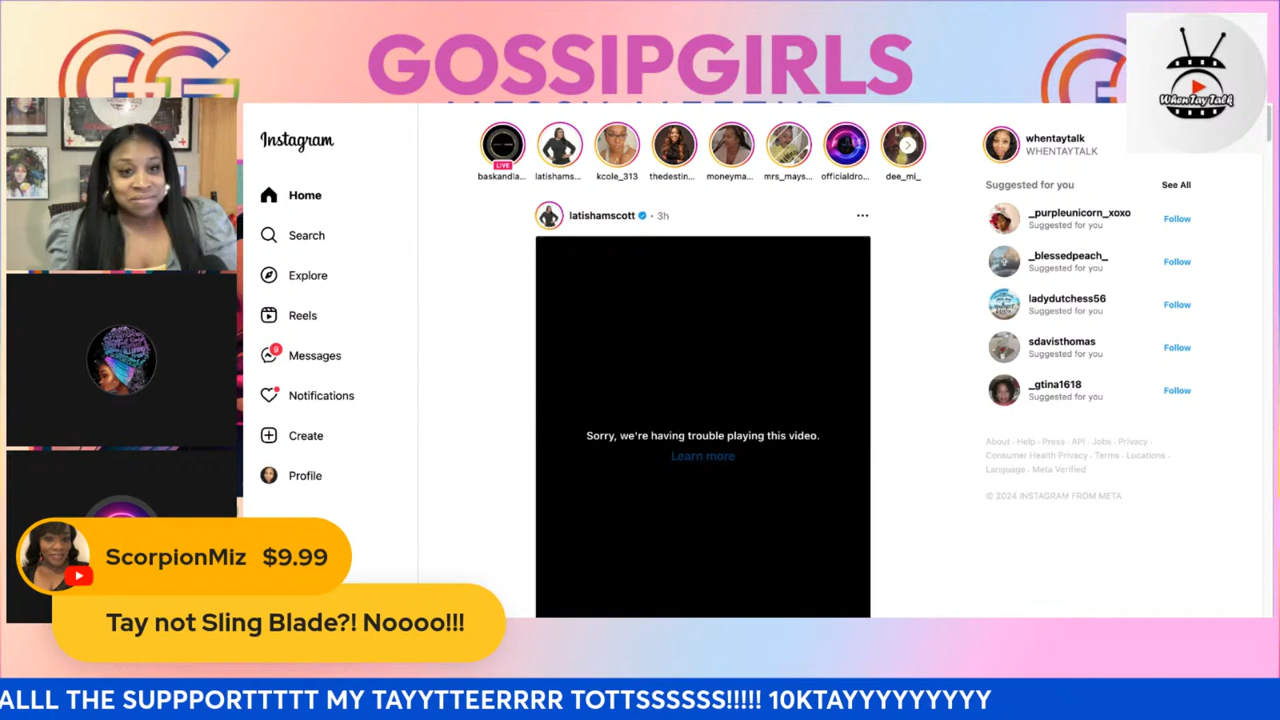 GOSSIPGIRLS
When Tay Talk
Instagram
Home
Search
Explore
Reels
9
Messages
Notifications
Create
Profile
LIVE
baskandla...
latishams...
kcole_313
thedestin...
moneyma...
mrs_mays...
officialdro...
dee_mi_
latishamscott • 3h
Sorry, we're having trouble playing this video.
Learn more
whentaytalk
WHENTAYTALK
Suggested for you See All
_purpleunicorn_xoxo
Suggested for you
Follow
_blessedpeach_
Suggested for you
Follow
ladydutchess56
Suggested for you
Follow
sdavisthomas
Suggested for you
Follow
_gtina1618
Suggested for you
Follow
About · Help · Press · API · Jobs · Privacy ·
Consumer Health Privacy · Terms · Locations ·
Language · Meta Verified
© 2024 INSTAGRAM FROM META
ScorpionMiz $9.99
Tay not Sling Blade?! Noooo!!!
ALLL THE SUPPPORTTTTT MY TAYYTTEERRRR TOTTSSSSSS!!!!! 10KTAYYYYYYYYY